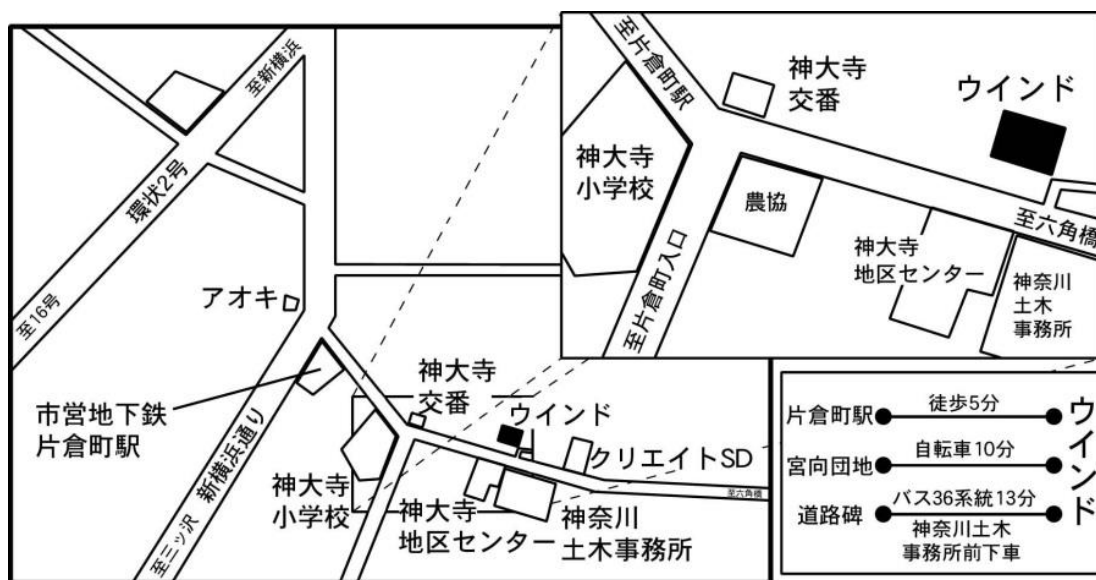 至新横浜
環状2号
至16号
アオキ
市営地下鉄
片倉町駅
至三ッ沢 新横浜通り
神大寺
交番
ウインド
クリエイトSD
至六角橋
神大寺
小学校
神大寺
地区センター
神奈川
土木事務所
至片倉町駅
神大寺
交番
ウインド
神大寺
小学校
農協
至六角橋
至片倉町入口
神大寺
地区センター
神奈川
土木
事務所
片倉町駅 徒歩5分
宮向団地 自転車10分
道路碑 バス36系統13分
神奈川土木
事務所前下車
ウインド